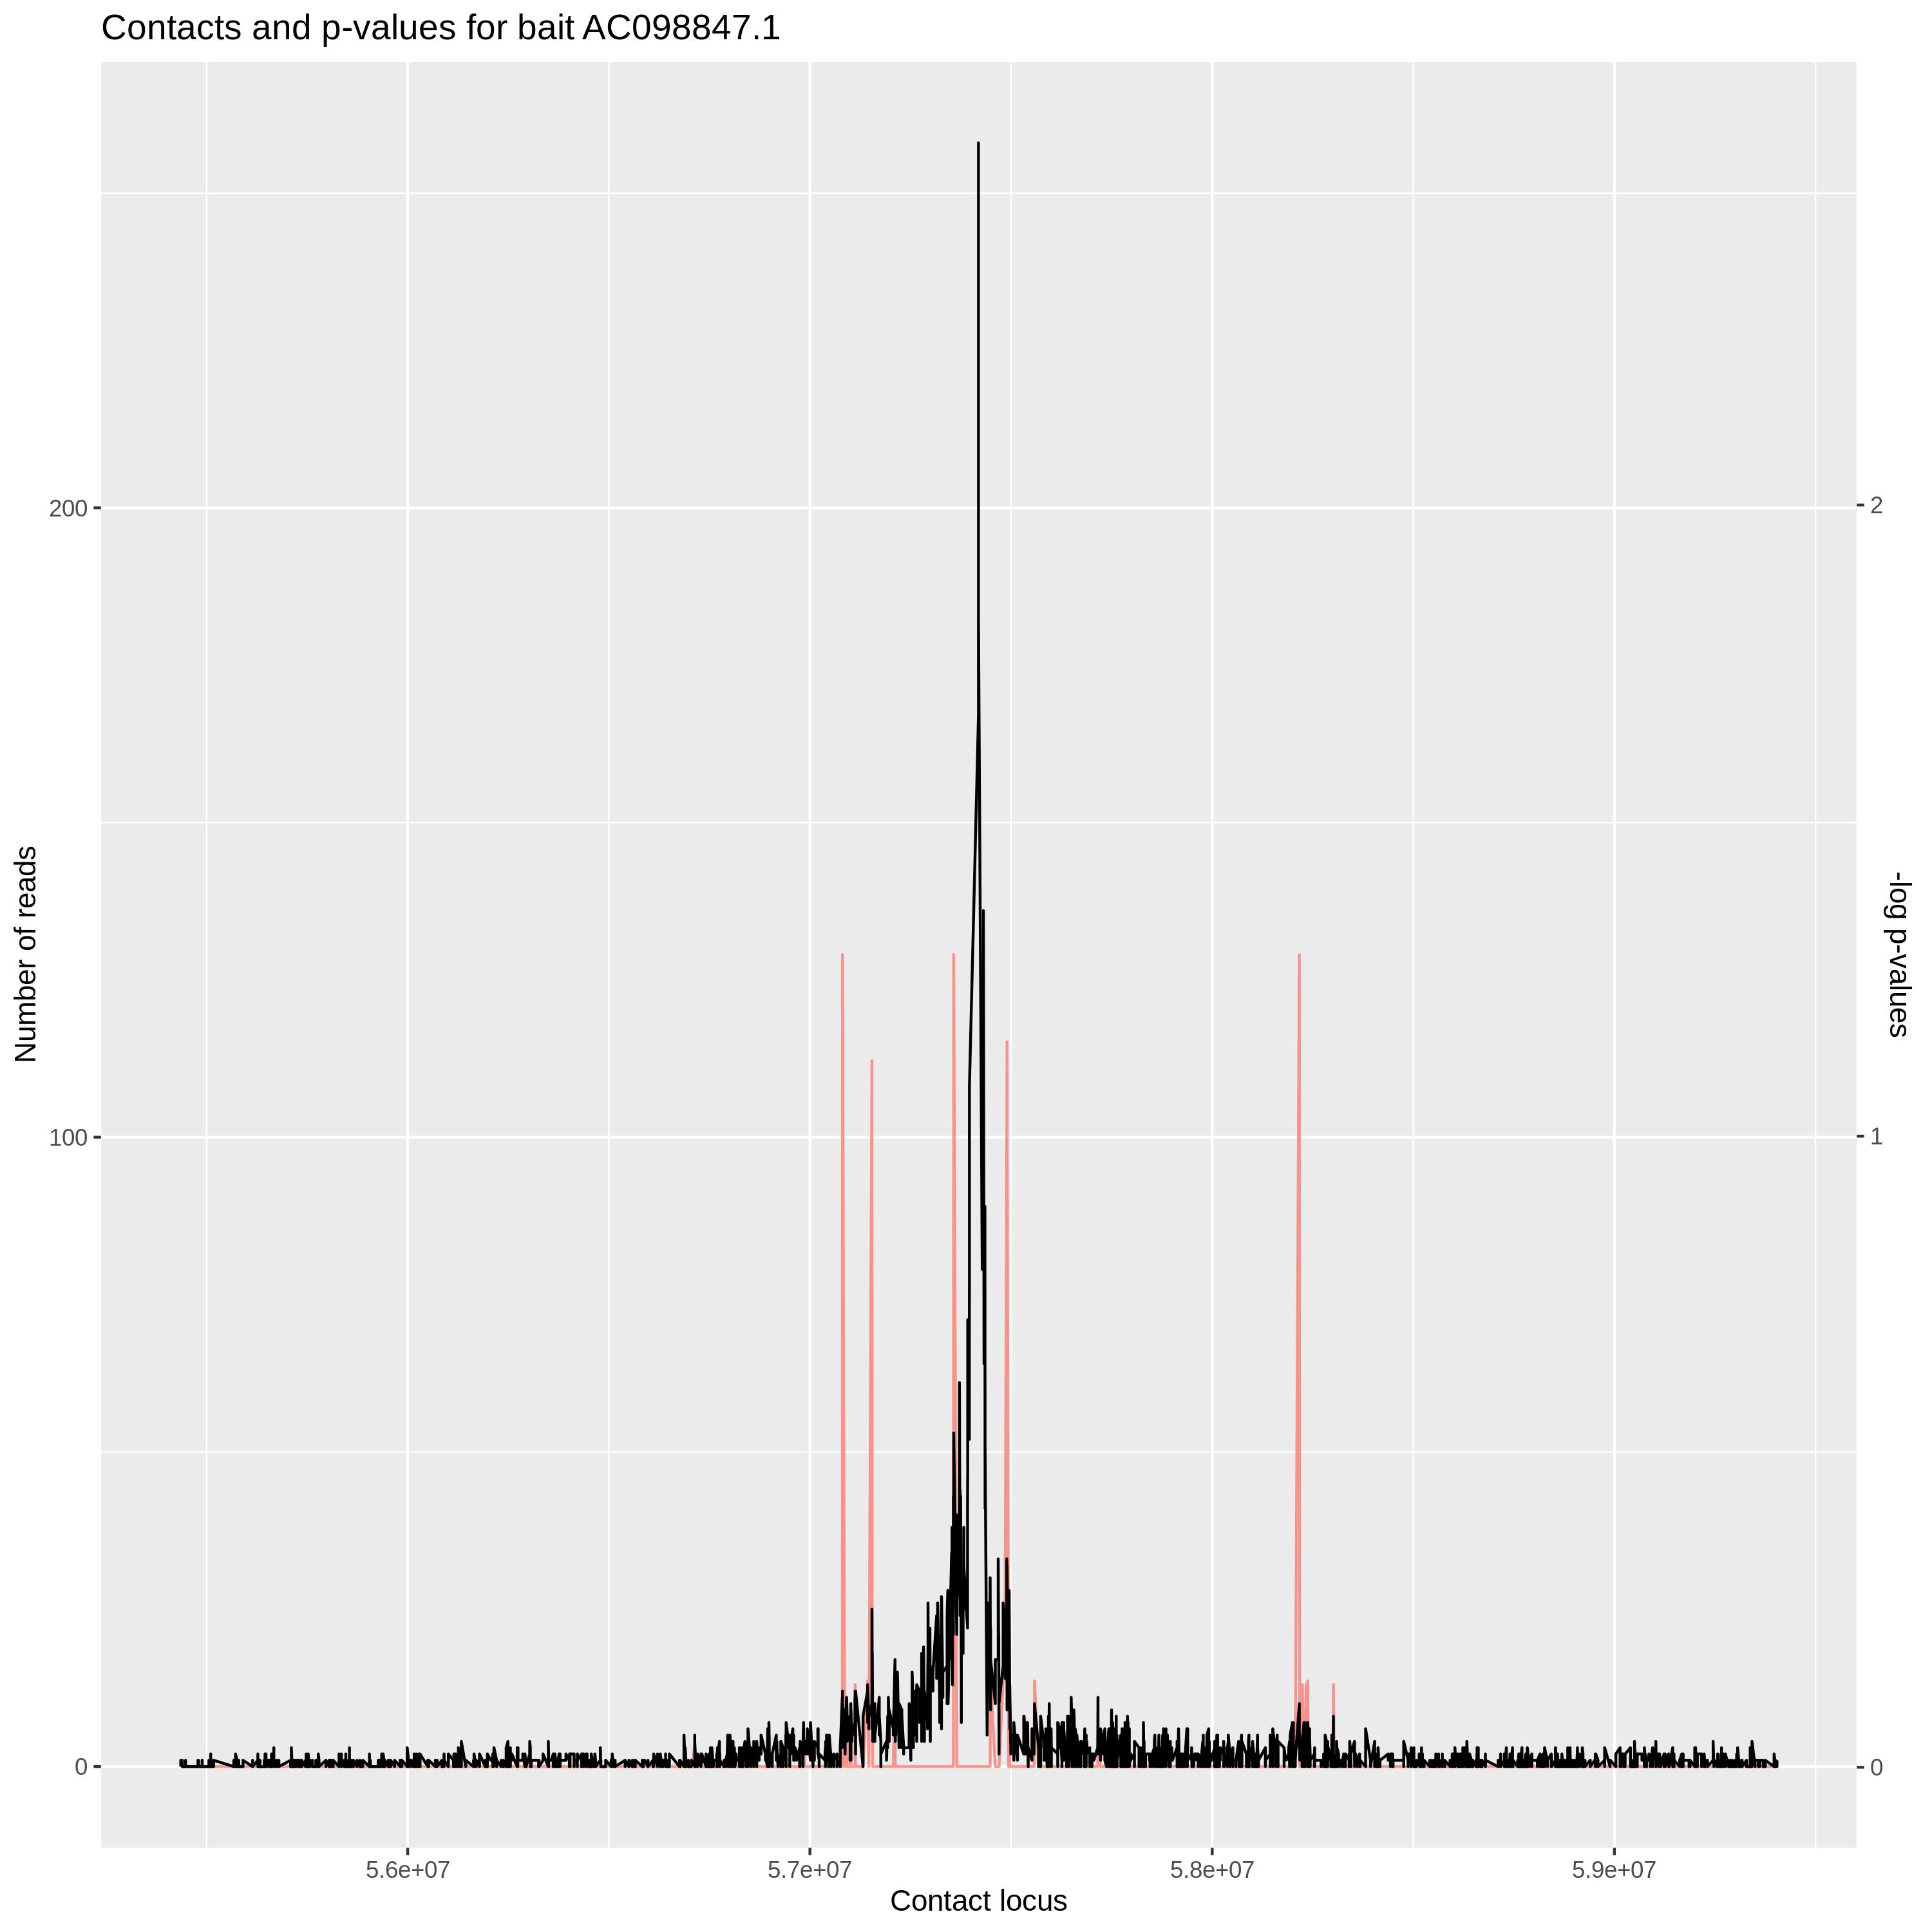 Contacts and p-values for bait AC098847.1
200
100
0
Number of reads
2
1
0
-log p-values
5.6e+07
5.7e+07
5.8e+07
5.9e+07
Contact locus